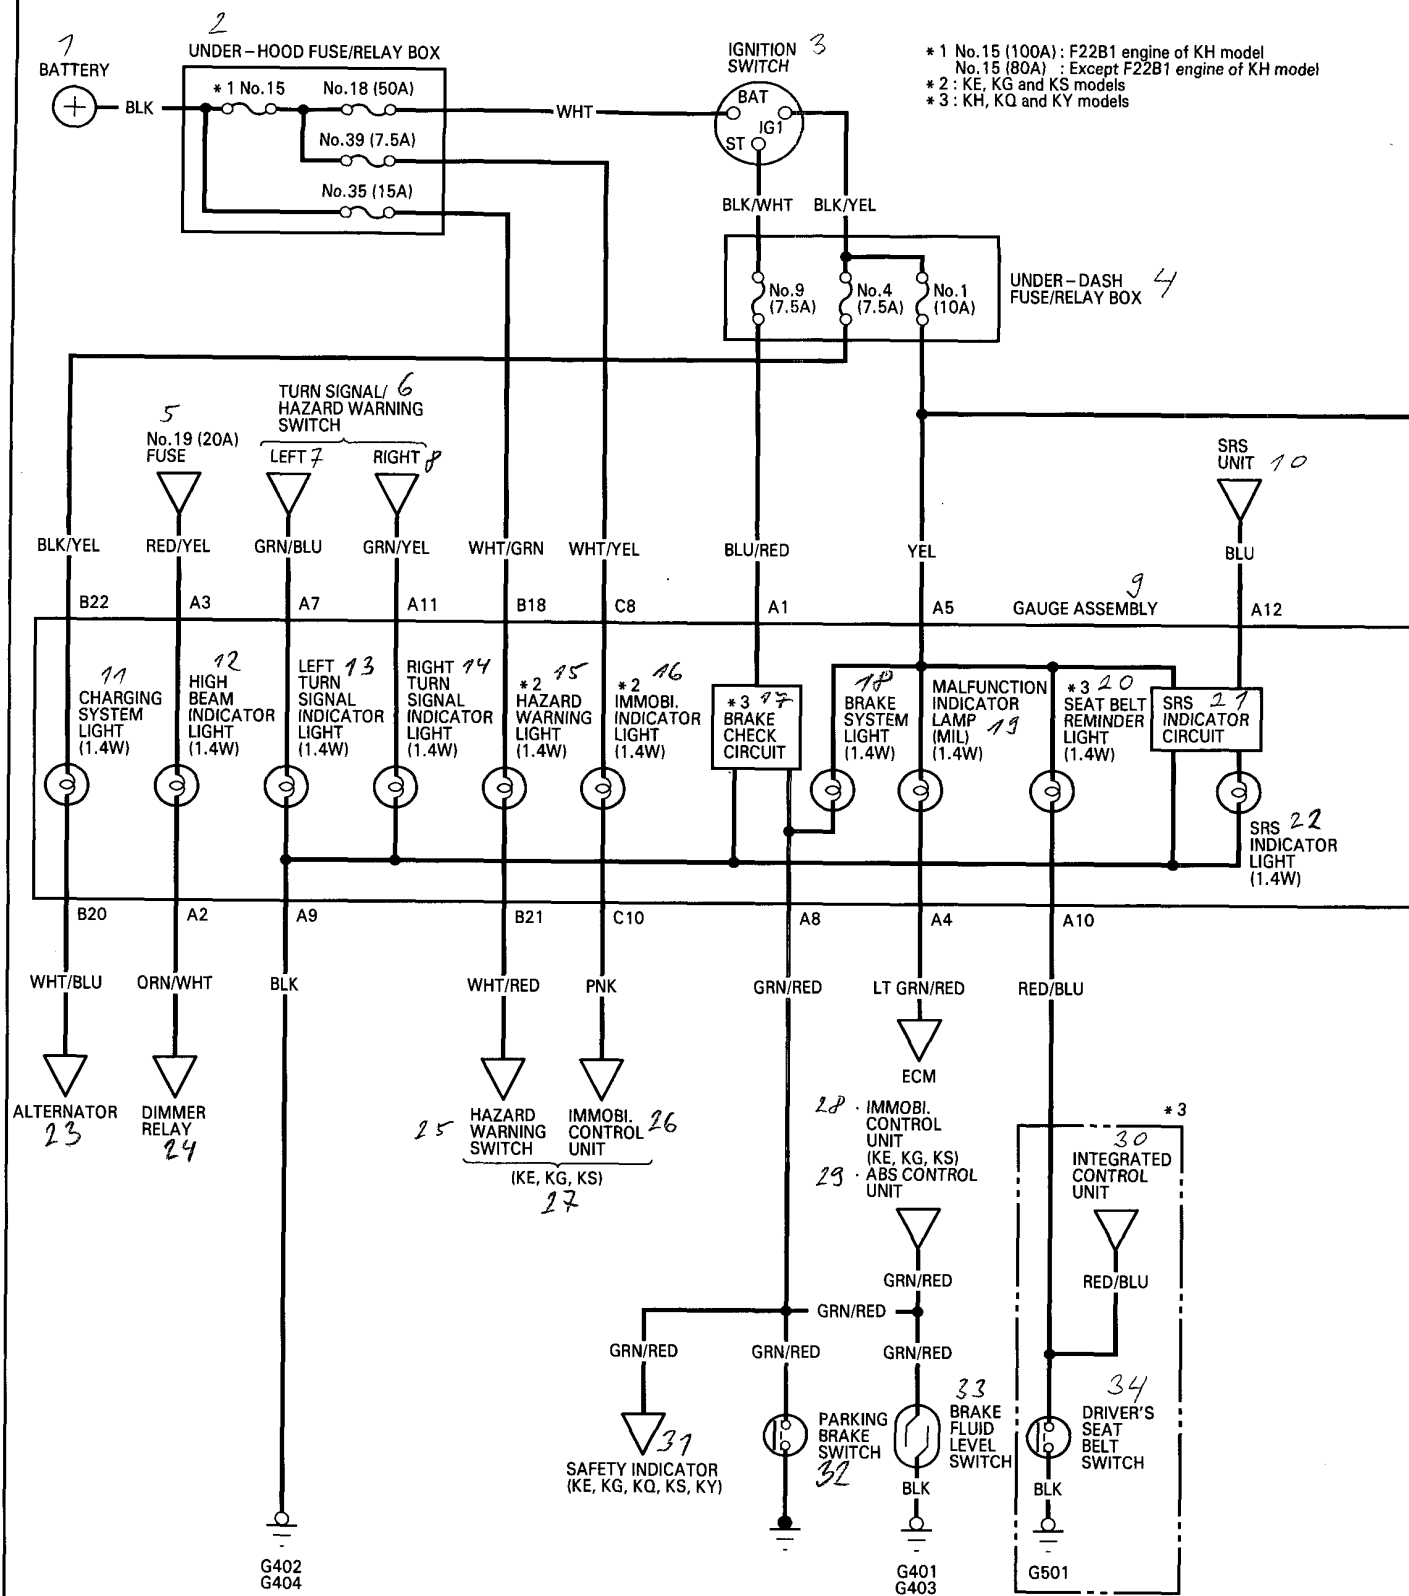 1
BATTERY
BLK
2
UNDER-HOOD FUSE/RELAY BOX
*1 No.15
No.18 (50A)
No.39 (7.5A)
No.35 (15A)
WHT
IGNITION 3
SWITCH
BAT
IG1
ST
*1 No.15 (100A) : F22B1 engine of KH model
No.15 (80A) : Except F22B1 engine of KH model
*2 : KE, KG and KS models
*3 : KH, KQ and KY models
BLK/WHT
BLK/YEL
No.9
(7.5A)
No.4
(7.5A)
No.1
(10A)
UNDER-DASH 4
FUSE/RELAY BOX
5
No.19 (20A)
FUSE
TURN SIGNAL/ 6
HAZARD WARNING
SWITCH
LEFT 7
RIGHT 8
SRS
UNIT 10
BLK/YEL
RED/YEL
GRN/BLU
GRN/YEL
WHT/GRN
WHT/YEL
BLU/RED
YEL
BLU
9
B22
A3
A7
A11
B18
C8
A1
A5
GAUGE ASSEMBLY
A12
11
CHARGING
SYSTEM
LIGHT
(1.4W)
12
HIGH
BEAM
INDICATOR
LIGHT
(1.4W)
LEFT 13
TURN
SIGNAL
INDICATOR
LIGHT
(1.4W)
RIGHT 14
TURN
SIGNAL
INDICATOR
LIGHT
(1.4W)
*2 15
HAZARD
WARNING
LIGHT
(1.4W)
*2 16
IMMOBI.
INDICATOR
LIGHT
(1.4W)
*3 17
BRAKE
CHECK
CIRCUIT
18
BRAKE
SYSTEM
LIGHT
(1.4W)
MALFUNCTION
INDICATOR
LAMP
(MIL) 19
(1.4W)
*3 20
SEAT BELT
REMINDER
LIGHT
(1.4W)
SRS 21
INDICATOR
CIRCUIT
SRS 22
INDICATOR
LIGHT
(1.4W)
B20
A2
A9
B21
C10
A8
A4
A10
WHT/BLU
ORN/WHT
BLK
WHT/RED
PNK
GRN/RED
LT GRN/RED
RED/BLU
ALTERNATOR
23
DIMMER
RELAY
24
25
HAZARD
WARNING
SWITCH
IMMOBI.
CONTROL 26
UNIT
(KE, KG, KS)
27
ECM
28 · IMMOBI.
CONTROL
UNIT
(KE, KG, KS)
29 · ABS CONTROL
UNIT
*3
30
INTEGRATED
CONTROL
UNIT
GRN/RED
RED/BLU
GRN/RED
GRN/RED
GRN/RED
GRN/RED
31
SAFETY INDICATOR
(KE, KG, KQ, KS, KY)
PARKING
BRAKE
SWITCH
32
33
BRAKE
FLUID
LEVEL
SWITCH
34
DRIVER'S
SEAT
BELT
SWITCH
BLK
BLK
G402
G404
G401
G403
G501